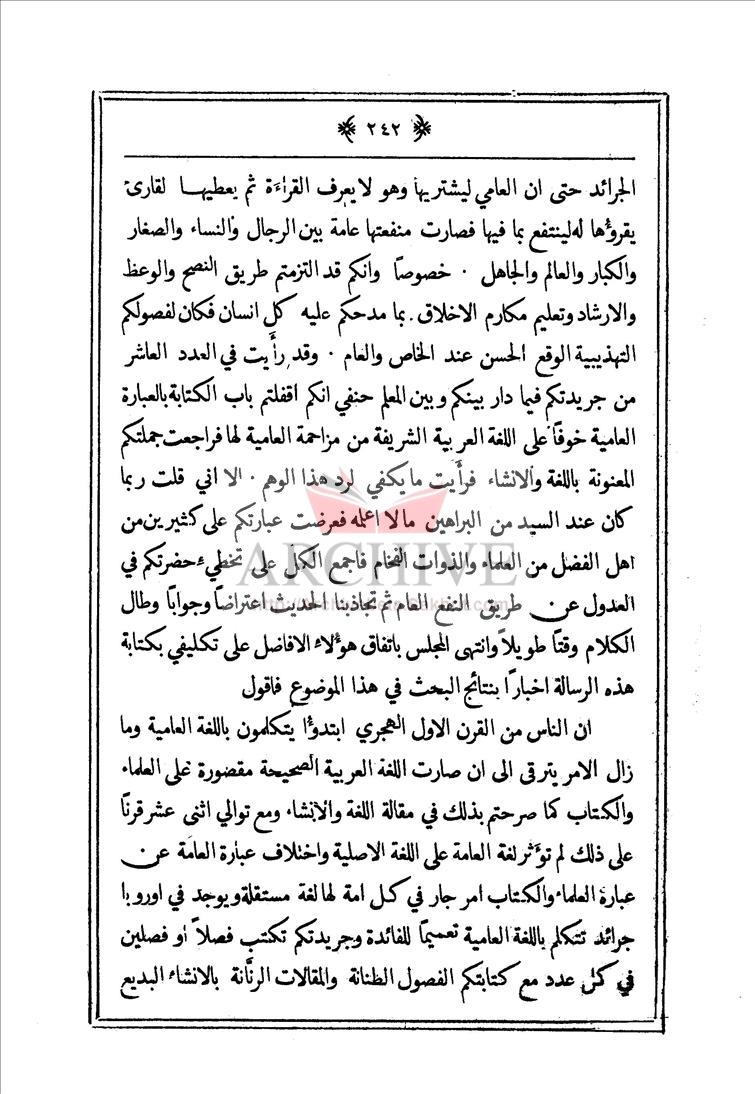 ﴿ ٢٤٢ ﴾
الجرائد حتى ان العامي ليشتريها وهو لا يعرف القراءة ثم يعطيها لقارئ
يقرؤها له لينتفع بما فيها فصارت منفعتها عامة بين الرجال والنساء والصغار
والكبار والعالم والجاهل . خصوصاً وانكم قد التزمتم طريق النصح والوعظ
والارشاد وتعليم مكارم الاخلاق . بما مدحكم عليه كل انسان فكان لفصولكم
التهذيبية الوقع الحسن عند الخاص والعام . وقد رأيت في العدد العاشر
من جريدتكم فيما دار بينكم وبين المعلم حنفي انكم اقفلتم باب الكتابة بالعبارة
العامية خوفاً على اللغة العربية الشريفة من مزاحمة العامية لها فراجعت جملتكم
المعنونة باللغة والانشاء فرأيت ما يكفي لرد هذا الوهم . الا اني قلت ربما
كان عند السيد من البراهين ما لا اعلمه فعرضت عبارتكم على كثيرين من
اهل الفضل من العلماء والذوات الفخام فاجمع الكل على تخطيء حضرتكم في
العدول عن طريق النفع العام ثم تجاذبنا الحديث اعتراضاً وجواباً وطال
الكلام وقتاً طويلاً وانتهى المجلس باتفاق هؤلاء الافاضل على تكليفي بكتابة
هذه الرسالة اخباراً بنتائج البحث في هذا الموضوع فاقول
ان الناس من القرن الاول الهجري ابتدؤا يتكلمون باللغة العامية وما
زال الامر يترقى الى ان صارت اللغة العربية الصحيحة مقصورة على العلماء
والكتاب كما صرحتم بذلك في مقالة اللغة والانشاء ومع توالي اثنى عشر قرناً
على ذلك لم تؤثر لغة العامة على اللغة الاصلية واختلاف عبارة العامة عن
عبارة العلماء والكتاب امر جار في كل امة لها لغة مستقلة ويوجد في اوروبا
جرائد تتكلم باللغة العامية تعميماً للفائدة وجريدتكم تكتب فصلاً او فصلين
في كل عدد مع كتابتكم الفصول الطنانة والمقالات الرنانة بالانشاء البديع
ARCHIVE